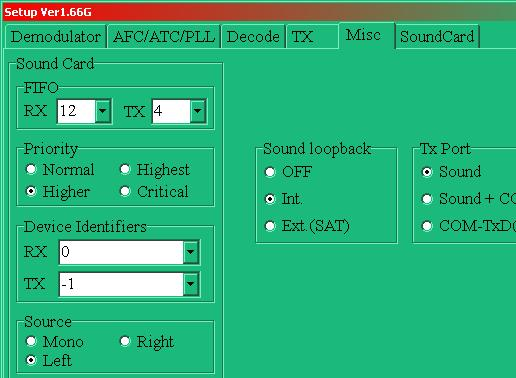 Setup Ver1.66G
Demodulator AFC/ATC/PLL Decode TX Misc SoundCard
Sound Card
FIFO
RX 12 TX 4
Priority
Normal Highest
Higher Critical
Device Identifiers
RX 0
TX -1
Source
Mono Right
Left
Sound loopback
OFF
Int.
Ext.(SAT)
Tx Port
Sound
Sound + CO
COM-TxD(